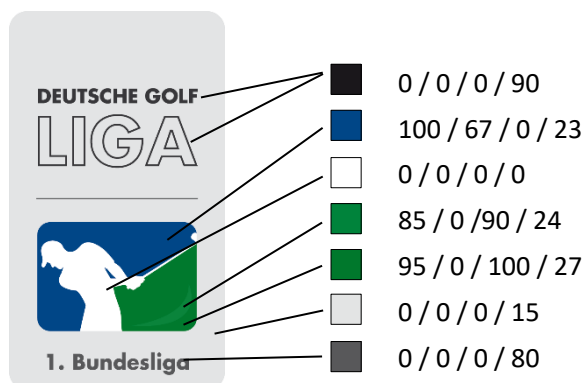 DEUTSCHE GOLF
LIGA
1. Bundesliga
0 / 0 / 0 / 90
100 / 67 / 0 / 23
0 / 0 / 0 / 0
85 / 0 /90 / 24
95 / 0 / 100 / 27
0 / 0 / 0 / 15
0 / 0 / 0 / 80